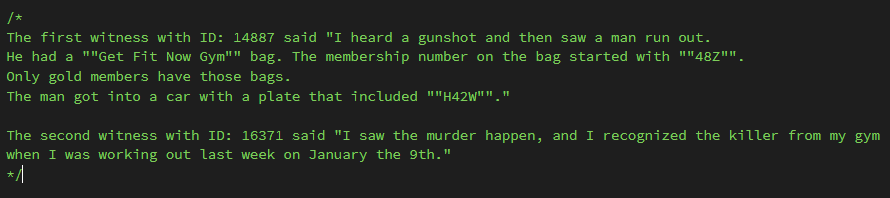 /*
The first witness with ID: 14887 said "I heard a gunshot and then saw a man run out.
He had a ""Get Fit Now Gym"" bag. The membership number on the bag started with ""48Z"".
Only gold members have those bags.
The man got into a car with a plate that included ""H42W""."
The second witness with ID: 16371 said "I saw the murder happen, and I recognized the killer from my gym
when I was working out last week on January the 9th."
*/